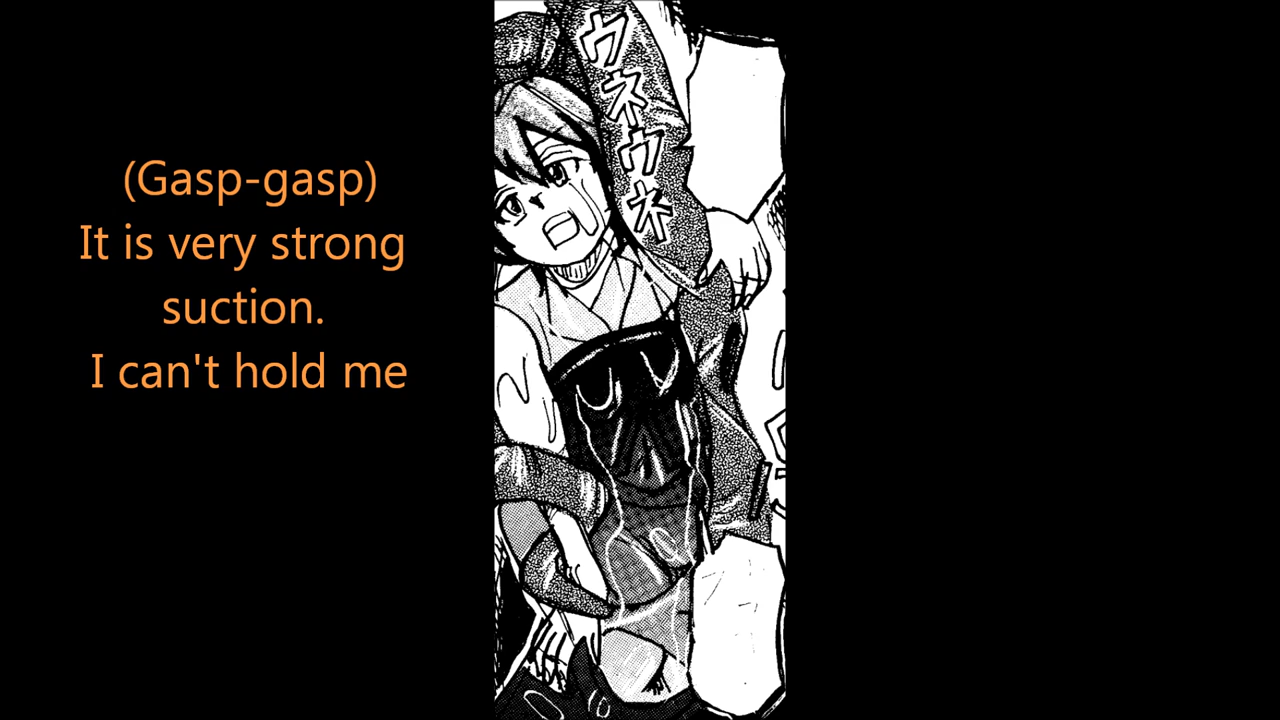 (Gasp-gasp)
It is very strong
suction.
I can't hold me
ウネウネ